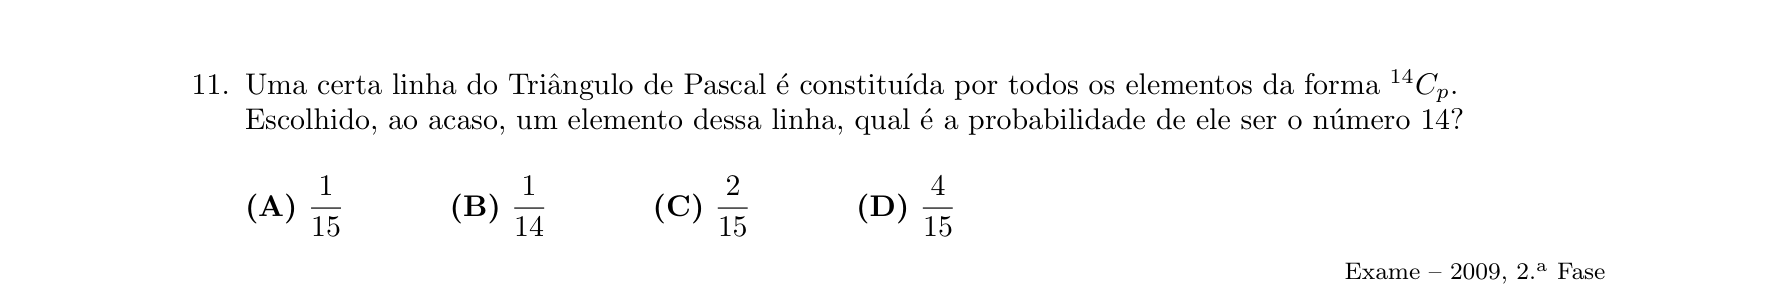 11. Uma certa linha do Triângulo de Pascal é constituída por todos os elementos da forma $^{14}C_p$.
Escolhido, ao acaso, um elemento dessa linha, qual é a probabilidade de ele ser o número 14?
(A) $\frac{1}{15}$ (B) $\frac{1}{14}$ (C) $\frac{2}{15}$ (D) $\frac{4}{15}$
Exame – 2009, 2.ª Fase